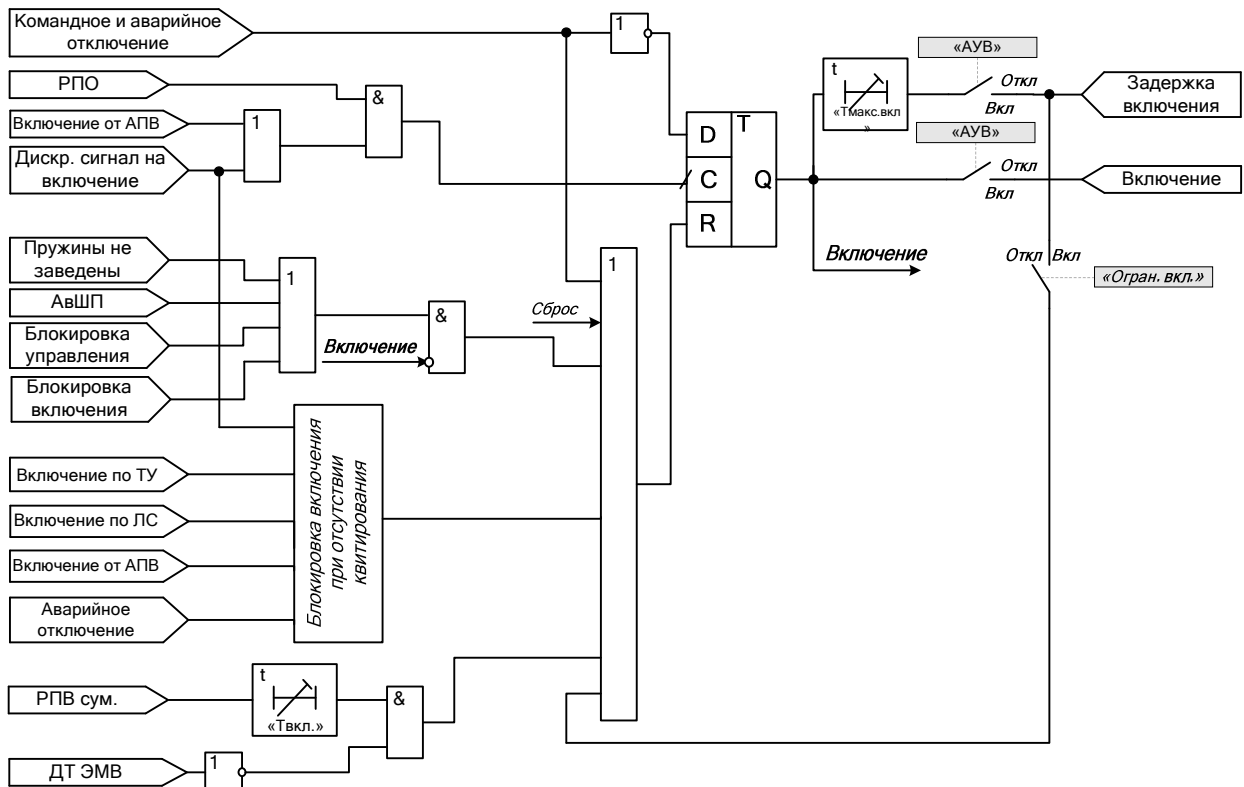 Командное и аварийное
отключение
1
РПО
&
Включение от АПВ
1
Дискр. сигнал на
включение
t
«Тмакс.вкл
»
«АУВ»
Откл
Вкл
Задержка
включения
D
T
C
Q
R
«АУВ»
Откл
Вкл
Включение
Включение
Откл
Вкл
«Огран. вкл.»
Пружины не
заведены
1
АвШП
Блокировка
управления
Включение
&
Блокировка
включения
Сброс
1
Включение по ТУ
Включение по ЛС
Включение от АПВ
Аварийное
отключение
Блокировка включения
при отсутствии
квитирования
РПВ сум.
t
«Твкл.»
&
ДТ ЭМВ
1